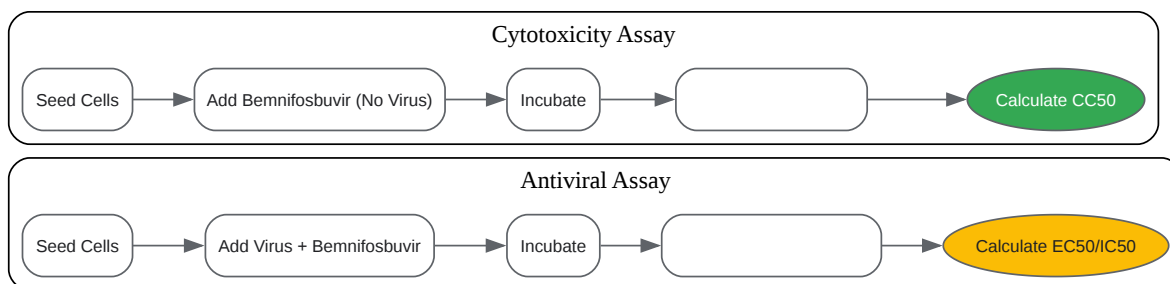 Cytotoxicity Assay
Seed Cells
Add Bemnifosbuvir (No Virus)
Incubate
Calculate CC50
Antiviral Assay
Seed Cells
Add Virus + Bemnifosbuvir
Incubate
Calculate EC50/IC50